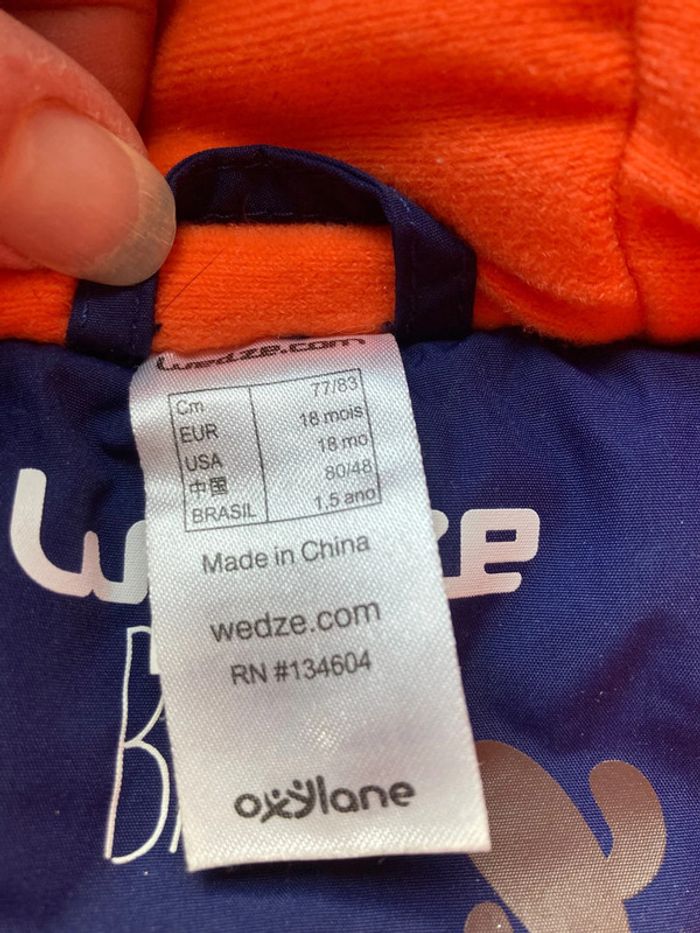 wedze.com
Cm 77/83
EUR 18 mois
USA 18 mo
中国 80/48
BRASIL 1,5 ano
Made in China
wedze.com
RN #134604
oxylane